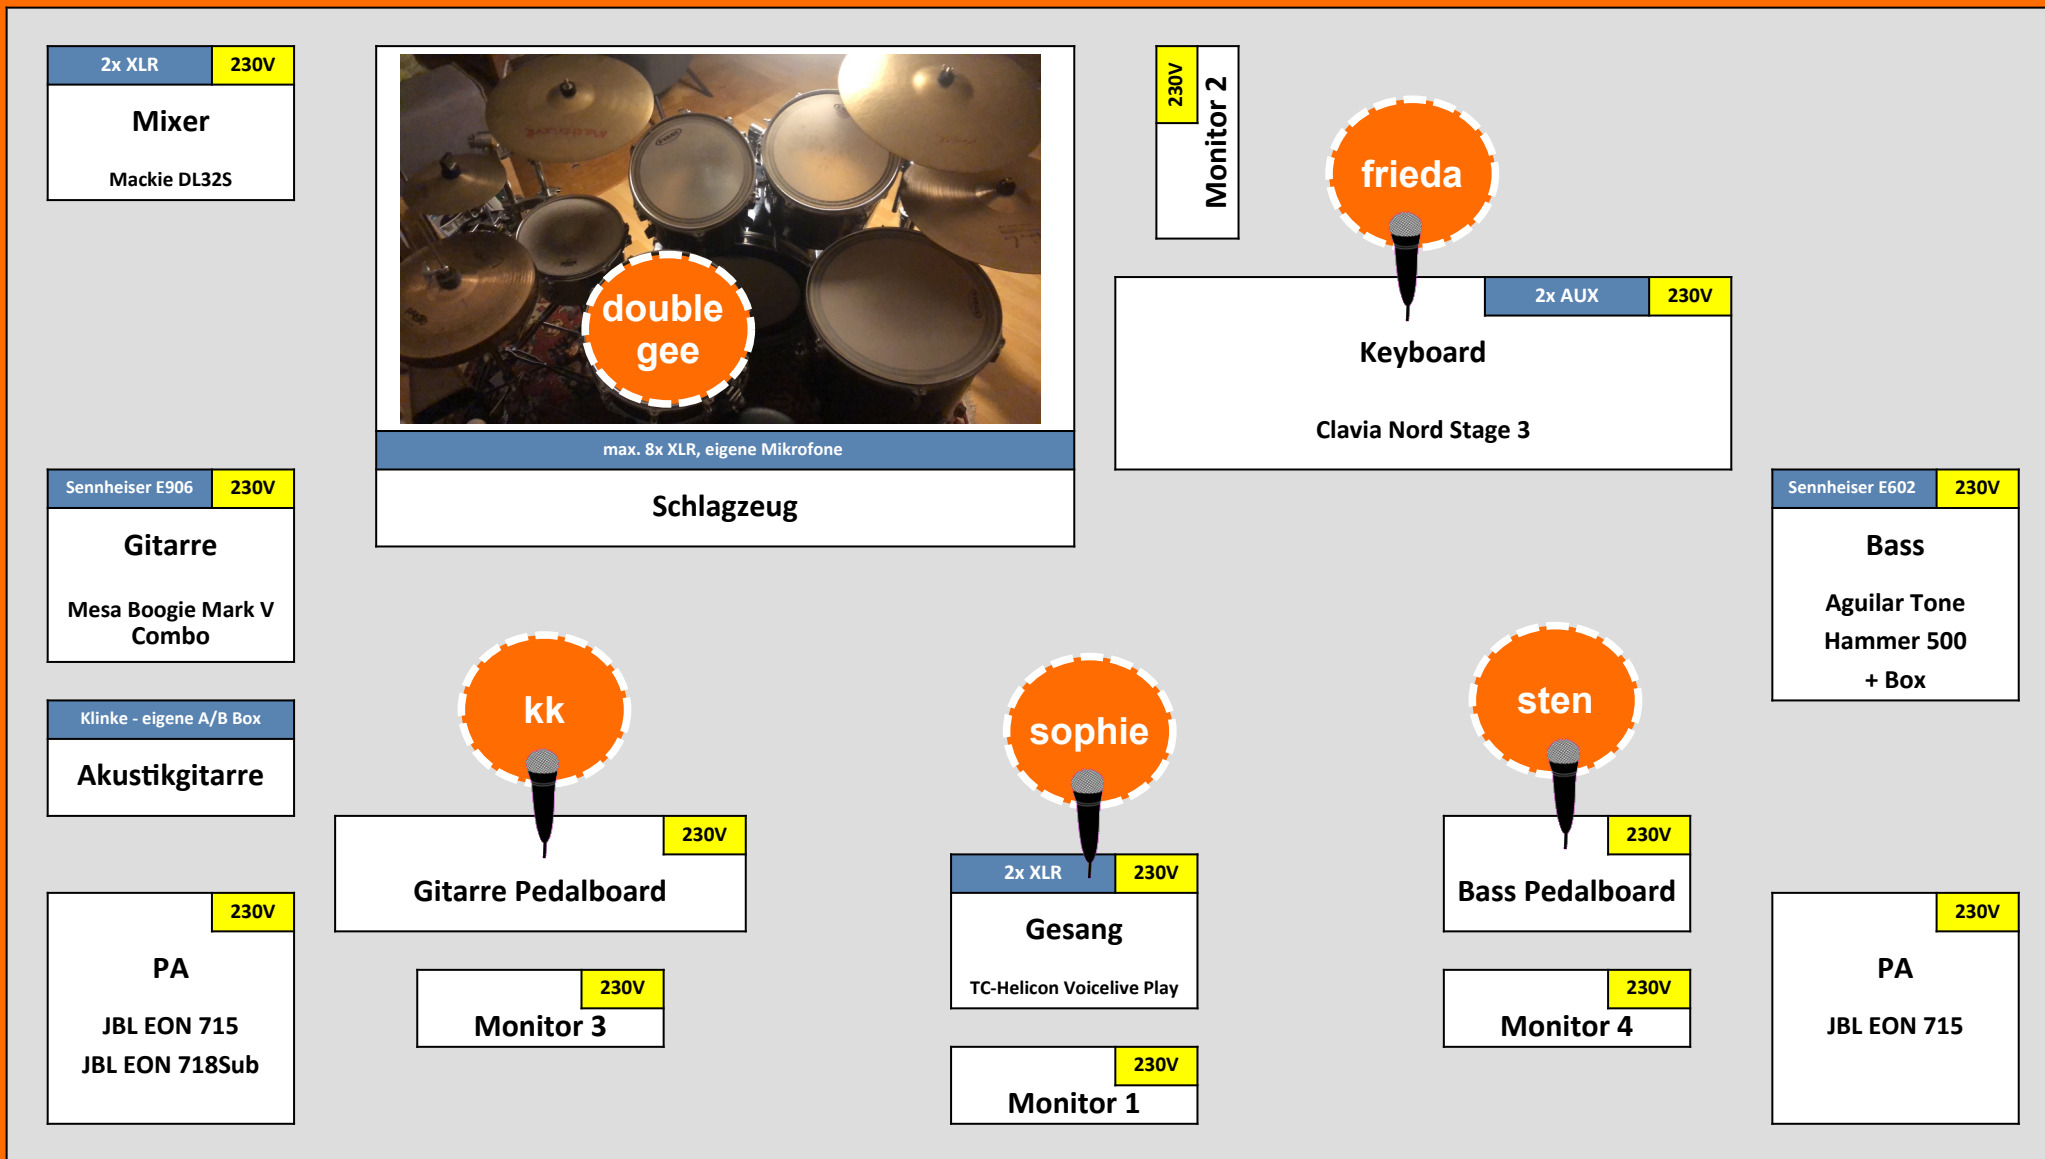 2x XLR
230V
Mixer
Mackie DL32S
double
gee
max. 8x XLR, eigene Mikrofone
Schlagzeug
230V
Monitor 2
frieda
2x AUX
230V
Keyboard
Clavia Nord Stage 3
Sennheiser E906
230V
Gitarre
Mesa Boogie Mark V
Combo
Klinke - eigene A/B Box
Akustikgitarre
Sennheiser E602
230V
Bass
Aguilar Tone
Hammer 500
+ Box
kk
230V
Gitarre Pedalboard
sophie
2x XLR
230V
Gesang
TC-Helicon Voicelive Play
sten
230V
Bass Pedalboard
230V
PA
JBL EON 715
JBL EON 718Sub
230V
Monitor 3
230V
Monitor 1
230V
Monitor 4
230V
PA
JBL EON 715